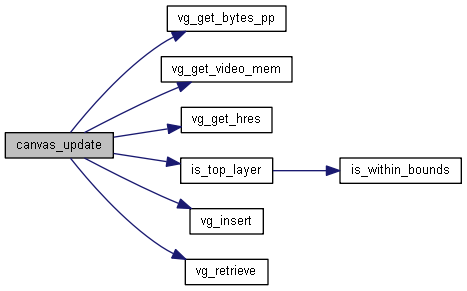 vg_get_bytes_pp
vg_get_video_mem
vg_get_hres
canvas_update
is_top_layer
is_within_bounds
vg_insert
vg_retrieve